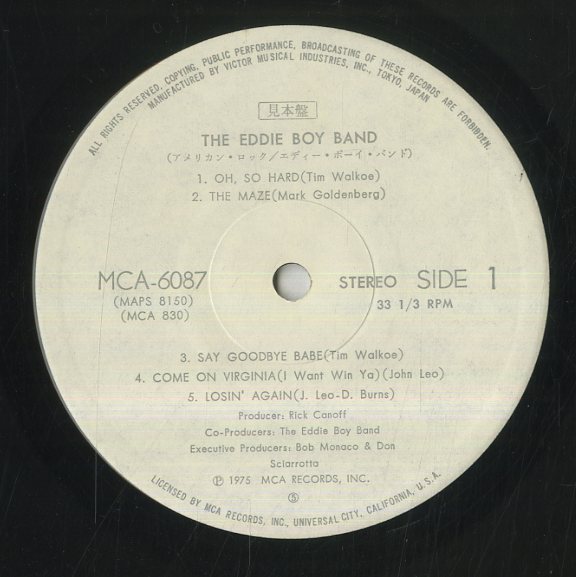 ALL RIGHTS RESERVED, COPYING, PUBLIC PERFORMANCE, BROADCASTING OF THESE RECORDS ARE FORBIDDEN.
MANUFACTURED BY VICTOR MUSICAL INDUSTRIES, INC., TOKYO, JAPAN
見本盤
THE EDDIE BOY BAND
(アメリカン・ロック/エディー・ボーイ・バンド)
1. OH, SO HARD(Tim Walkoe)
2. THE MAZE(Mark Goldenberg)
MCA-6087
(MAPS 8150)
(MCA 830)
STEREO SIDE 1
33 1/3 RPM
3. SAY GOODBYE BABE(Tim Walkoe)
4. COME ON VIRGINIA(I Want Win Ya)(John Leo)
5. LOSIN' AGAIN(J. Leo-D. Burns)
Producer: Rick Canoff
Co-Producers: The Eddie Boy Band
Executive Producers: Bob Monaco & Don
Sciarrotta
Ⓟ 1975 MCA RECORDS, INC.
⑤
LICENSED BY MCA RECORDS, INC., UNIVERSAL CITY, CALIFORNIA, U.S.A.